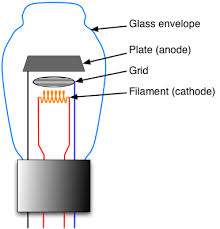 Glass envelope
Plate (anode)
Grid
Filament (cathode)